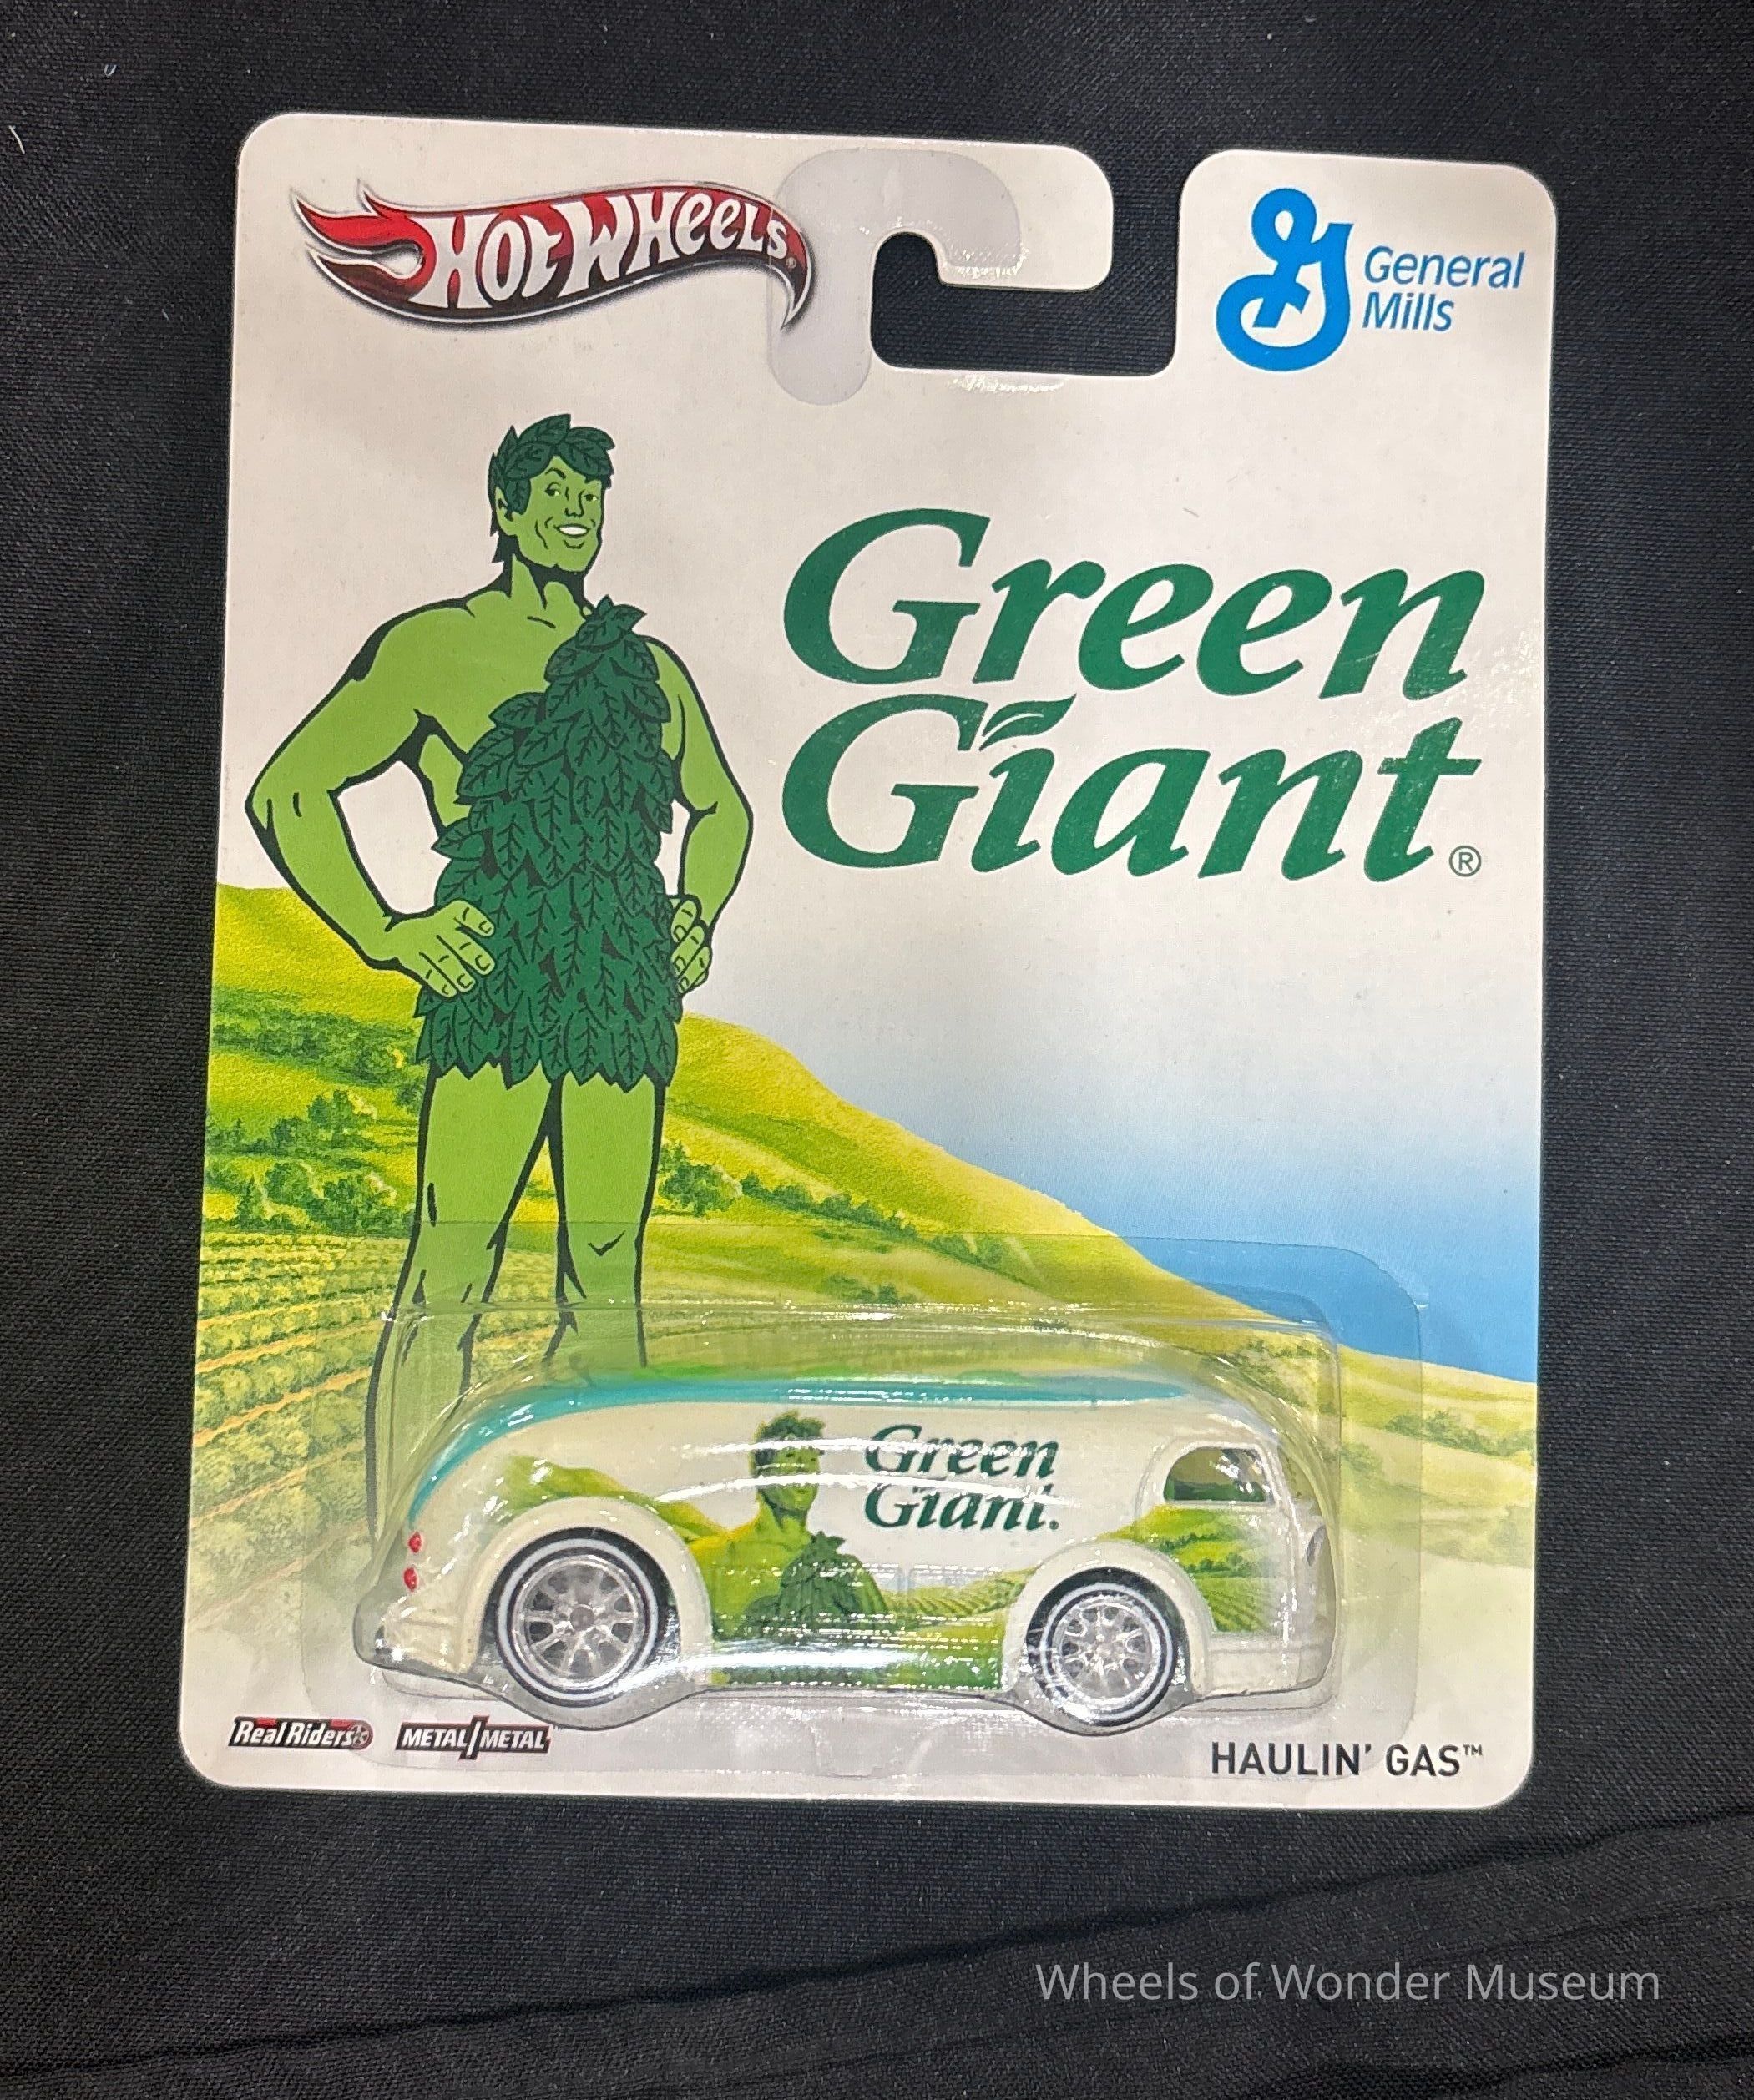 HOT WHEELS®
General
Mills
Green
Giant®
Green
Giant.
Real Riders
METAL/METAL
HAULIN' GAS™
Wheels of Wonder Museum